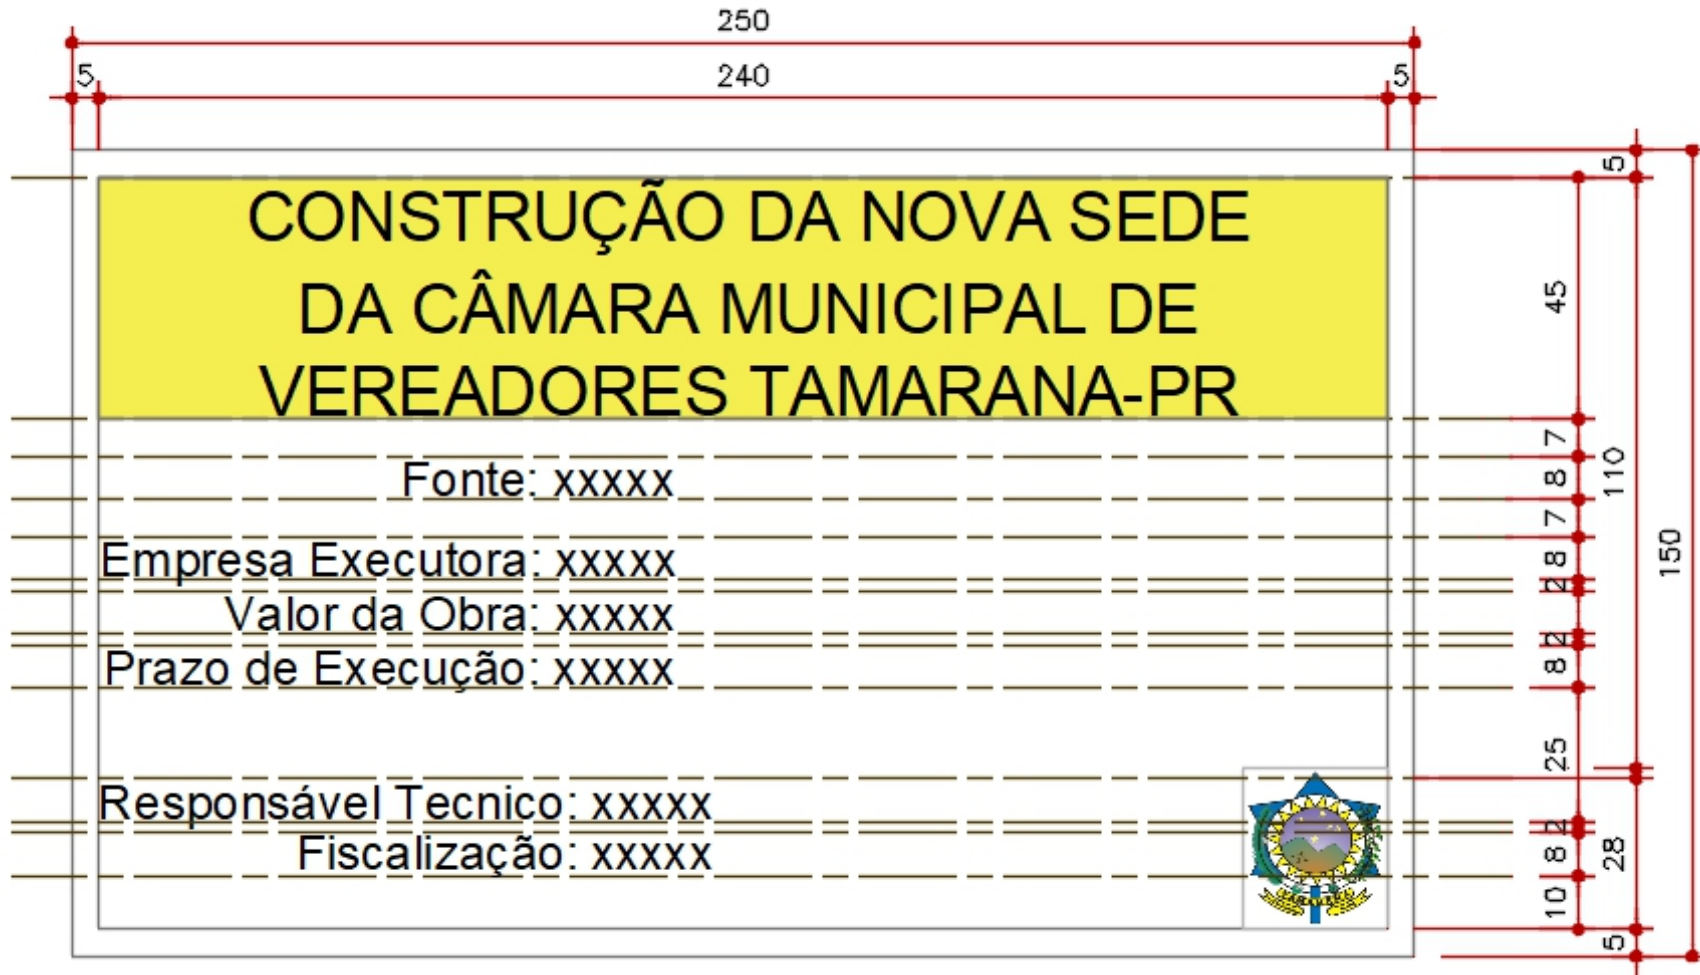 250
5 240 5
CONSTRUÇÃO DA NOVA SEDE
DA CÂMARA MUNICIPAL DE
VEREADORES TAMARANA-PR
Fonte: xxxxx
Empresa Executora: xxxxx
Valor da Obra: xxxxx
Prazo de Execução: xxxxx
Responsável Tecnico: xxxxx
Fiscalização: xxxxx
45
7
8
7
8
2
2
8
25
2
8
10
5
110
28
5
150